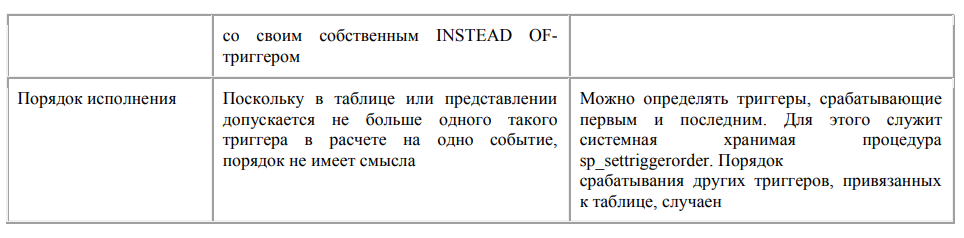 со своим собственным INSTEAD OF-
триггером
Порядок исполнения
Поскольку в таблице или представлении
допускается не больше одного такого
триггера в расчете на одно событие,
порядок не имеет смысла
Можно определять триггеры, срабатывающие
первым и последним. Для этого служит
системная хранимая процедура
sp_settriggerorder. Порядок
срабатывания других триггеров, привязанных
к таблице, случаен